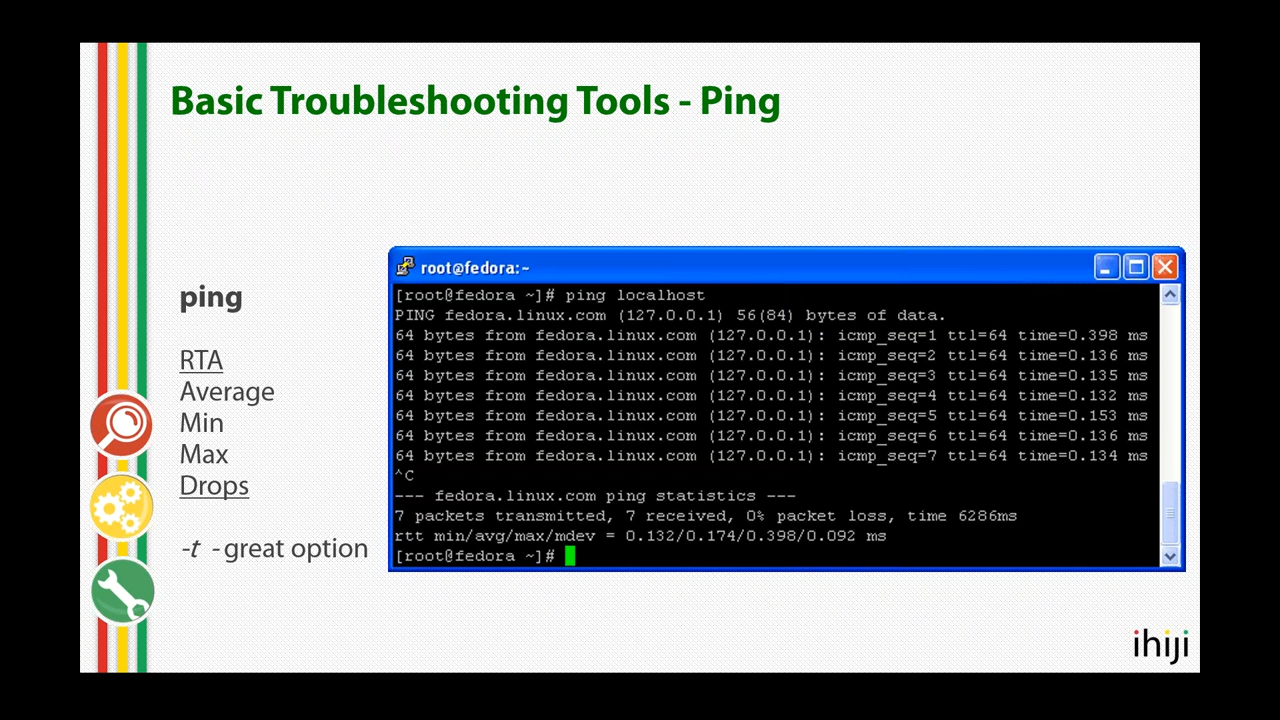 Basic Troubleshooting Tools - Ping
ping
RTA
Average
Min
Max
Drops
-t - great option
root@fedora:~
[root@fedora ~]# ping localhost
PING fedora.linux.com (127.0.0.1) 56(84) bytes of data.
64 bytes from fedora.linux.com (127.0.0.1): icmp_seq=1 ttl=64 time=0.398 ms
64 bytes from fedora.linux.com (127.0.0.1): icmp_seq=2 ttl=64 time=0.136 ms
64 bytes from fedora.linux.com (127.0.0.1): icmp_seq=3 ttl=64 time=0.135 ms
64 bytes from fedora.linux.com (127.0.0.1): icmp_seq=4 ttl=64 time=0.132 ms
64 bytes from fedora.linux.com (127.0.0.1): icmp_seq=5 ttl=64 time=0.153 ms
64 bytes from fedora.linux.com (127.0.0.1): icmp_seq=6 ttl=64 time=0.136 ms
64 bytes from fedora.linux.com (127.0.0.1): icmp_seq=7 ttl=64 time=0.134 ms
^C
--- fedora.linux.com ping statistics ---
7 packets transmitted, 7 received, 0% packet loss, time 6286ms
rtt min/avg/max/mdev = 0.132/0.174/0.398/0.092 ms
[root@fedora ~]#
ihiji